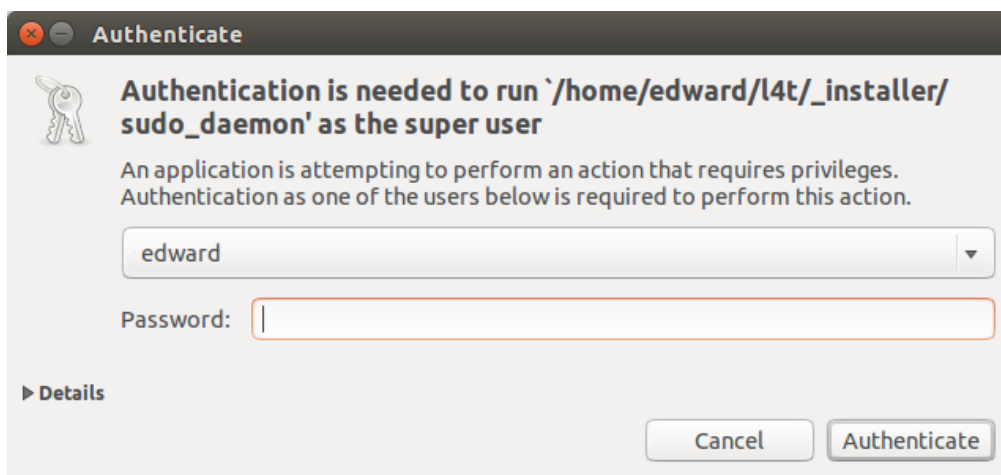 Authenticate
Authentication is needed to run `/home/edward/l4t/_installer/
sudo_daemon' as the super user
An application is attempting to perform an action that requires privileges.
Authentication as one of the users below is required to perform this action.
edward
Password:
Details
Cancel
Authenticate